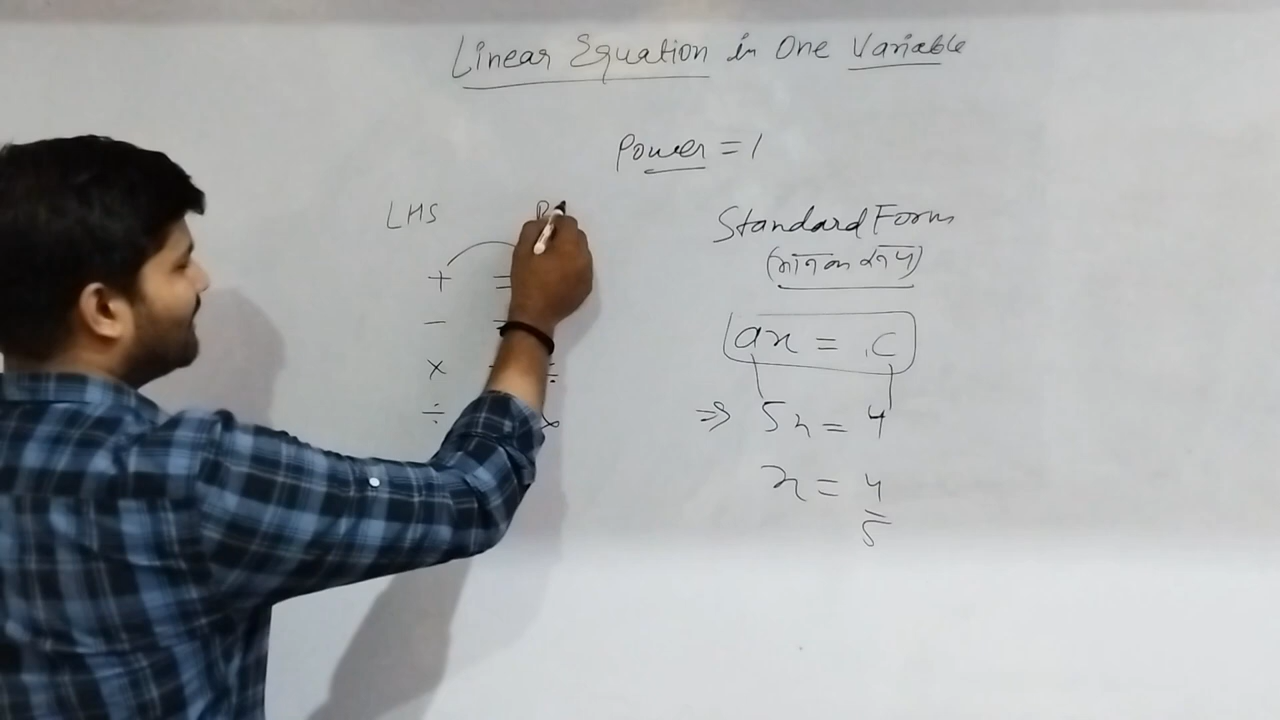 Linear Equation in One Variable
Power = 1
LHS
+ =
−
× ÷
÷ ×
Standard Form
(मानक रूप)
ax = c
⇒ 5x = 4
x = 4/5